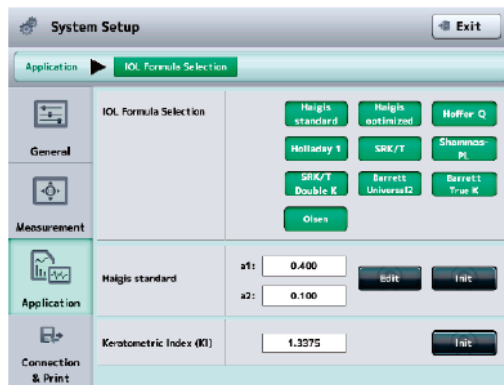 System Setup
Exit
Application
IOL Formula Selection
General
Measurement
Application
Connection
& Print
IOL Formula Selection
Haigis
standard
Haigis
optimized
Hoffer Q
Holladay 1
SRK/T
Shammas-
PL
SRK/T
Double K
Barrett
Universal2
Barrett
True K
Olsen
Haigis standard
a1:
0.400
a2:
0.100
Edit
Init
Keratometric Index (KI)
1.3375
Init